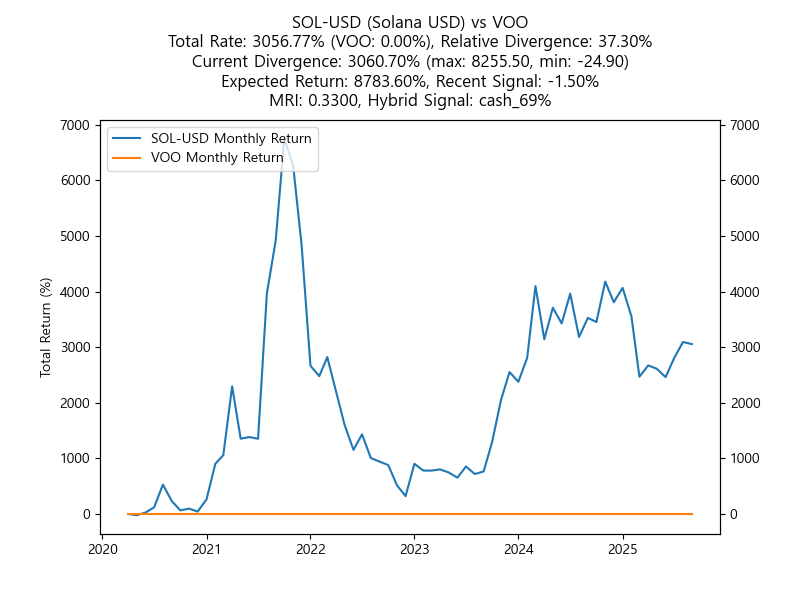 SOL-USD (Solana USD) vs VOO
Total Rate: 3056.77% (VOO: 0.00%), Relative Divergence: 37.30%
Current Divergence: 3060.70% (max: 8255.50, min: -24.90)
Expected Return: 8783.60%, Recent Signal: -1.50%
MRI: 0.3300, Hybrid Signal: cash_69%
SOL-USD Monthly Return
VOO Monthly Return
Total Return (%)
7000
6000
5000
4000
3000
2000
1000
0
7000
6000
5000
4000
3000
2000
1000
0
2020 2021 2022 2023 2024 2025